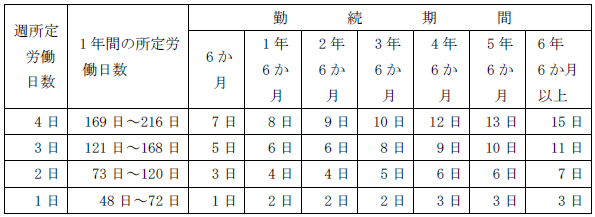 週所定労働日数 1年間の所定労働日数 勤続期間
6か月 1年6か月 2年6か月 3年6か月 4年6か月 5年6か月 6年6か月以上
4日 169日～216日 7日 8日 9日 10日 12日 13日 15日
3日 121日～168日 5日 6日 6日 8日 9日 10日 11日
2日 73日～120日 3日 4日 4日 5日 6日 6日 7日
1日 48日～72日 1日 2日 2日 2日 3日 3日 3日